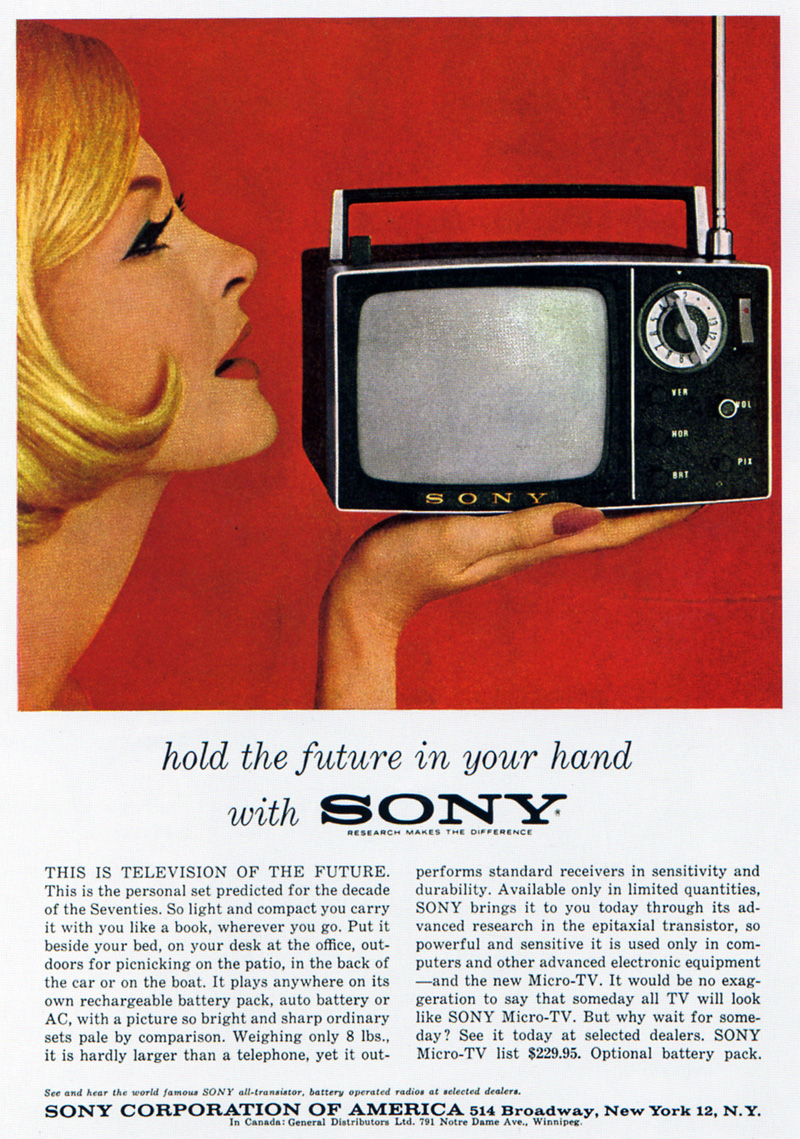 VER
VOL
HOR
PIX
BRT
SONY
hold the future in your hand
with SONY®
RESEARCH MAKES THE DIFFERENCE
THIS IS TELEVISION OF THE FUTURE.
This is the personal set predicted for the decade
of the Seventies. So light and compact you carry
it with you like a book, wherever you go. Put it
beside your bed, on your desk at the office, out-
doors for picnicking on the patio, in the back of
the car or on the boat. It plays anywhere on its
own rechargeable battery pack, auto battery or
AC, with a picture so bright and sharp ordinary
sets pale by comparison. Weighing only 8 lbs.,
it is hardly larger than a telephone, yet it out-
performs standard receivers in sensitivity and
durability. Available only in limited quantities,
SONY brings it to you today through its ad-
vanced research in the epitaxial transistor, so
powerful and sensitive it is used only in com-
puters and other advanced electronic equipment
—and the new Micro-TV. It would be no exag-
geration to say that someday all TV will look
like SONY Micro-TV. But why wait for some-
day? See it today at selected dealers. SONY
Micro-TV list $229.95. Optional battery pack.
See and hear the world famous SONY all-transistor, battery operated radios at selected dealers.
SONY CORPORATION OF AMERICA 514 Broadway, New York 12, N.Y.
In Canada: General Distributors Ltd. 791 Notre Dame Ave., Winnipeg.